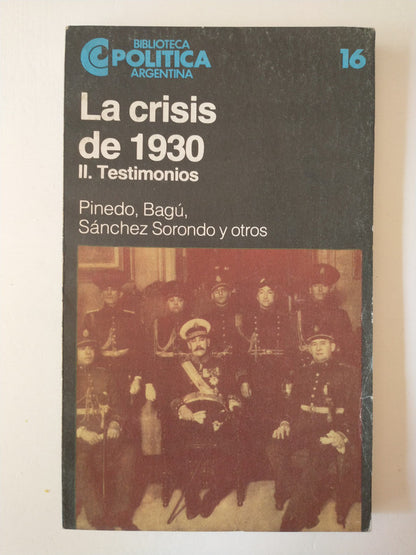 BIBLIOTECA
POLITICA
ARGENTINA
16
La crisis
de 1930
II. Testimonios
Pinedo, Bagú,
Sánchez Sorondo y otros